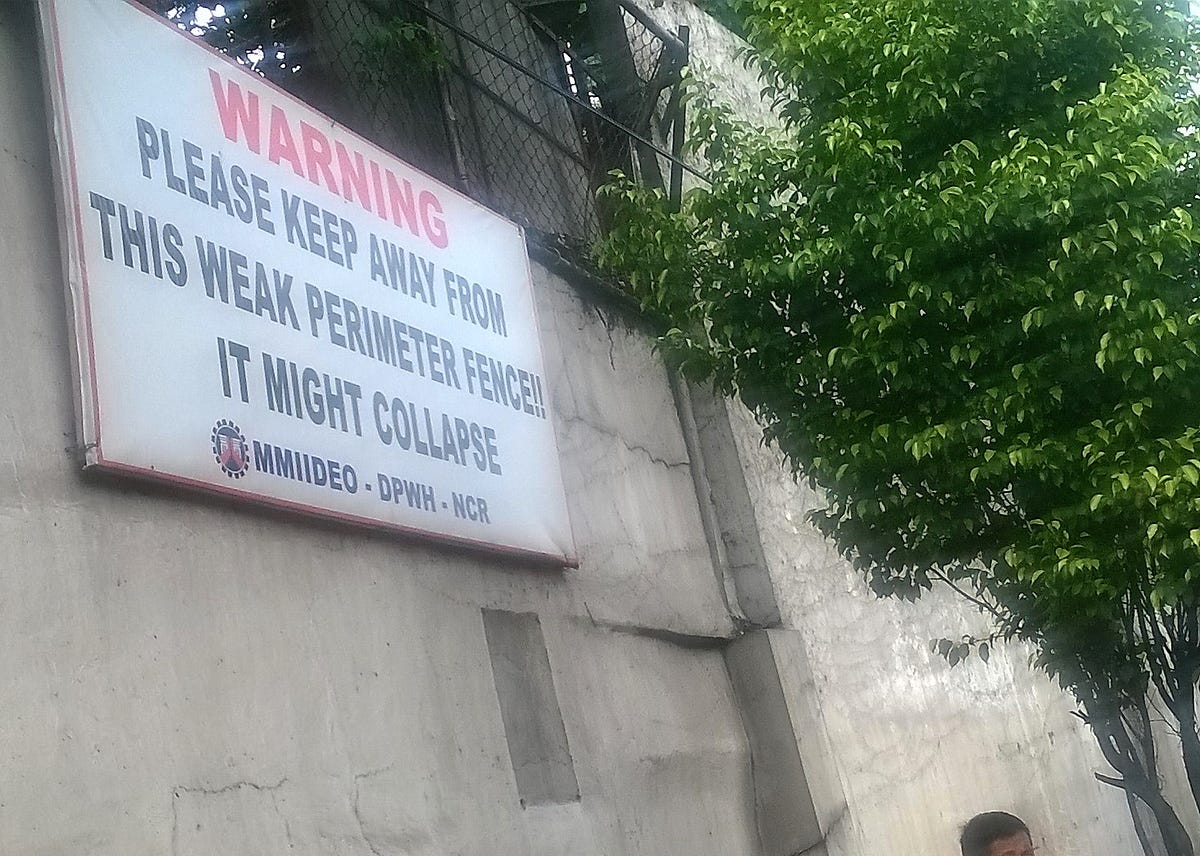 WARNING
PLEASE KEEP AWAY FROM
THIS WEAK PERIMETER FENCE!!
IT MIGHT COLLAPSE
MMIIDEO - DPWH - NCR